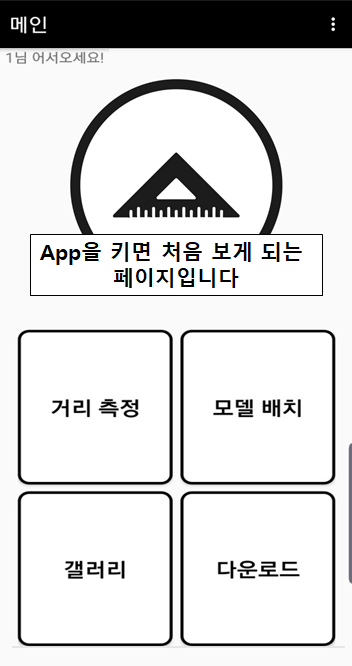 메인
1님 어서오세요!
App을 키면 처음 보게 되는
페이지입니다
거리 측정
모델 배치
갤러리
다운로드